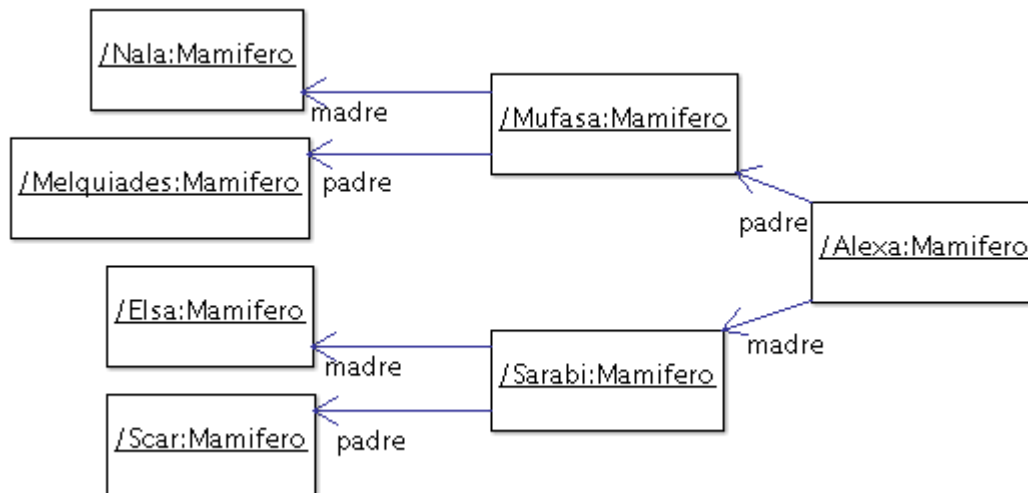 /Nala:Mamifero
madre
/Mufasa:Mamifero
/Melquiades:Mamifero
padre
padre
/Alexa:Mamifero
/Elsa:Mamifero
madre
/Sarabi:Mamifero
madre
/Scar:Mamifero
padre